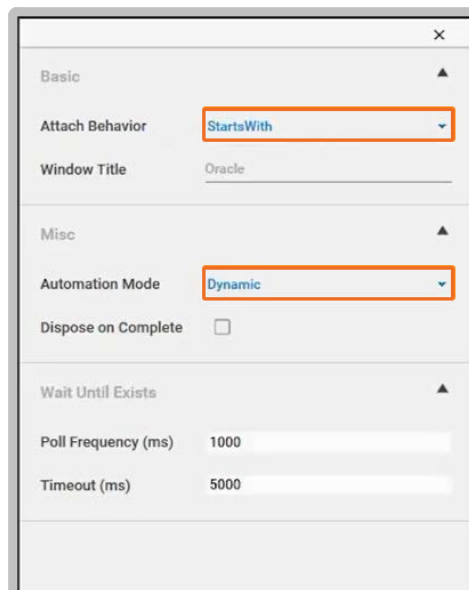 Basic
Attach Behavior StartsWith
Window Title Oracle
Misc
Automation Mode Dynamic
Dispose on Complete
Wait Until Exists
Poll Frequency (ms) 1000
Timeout (ms) 5000